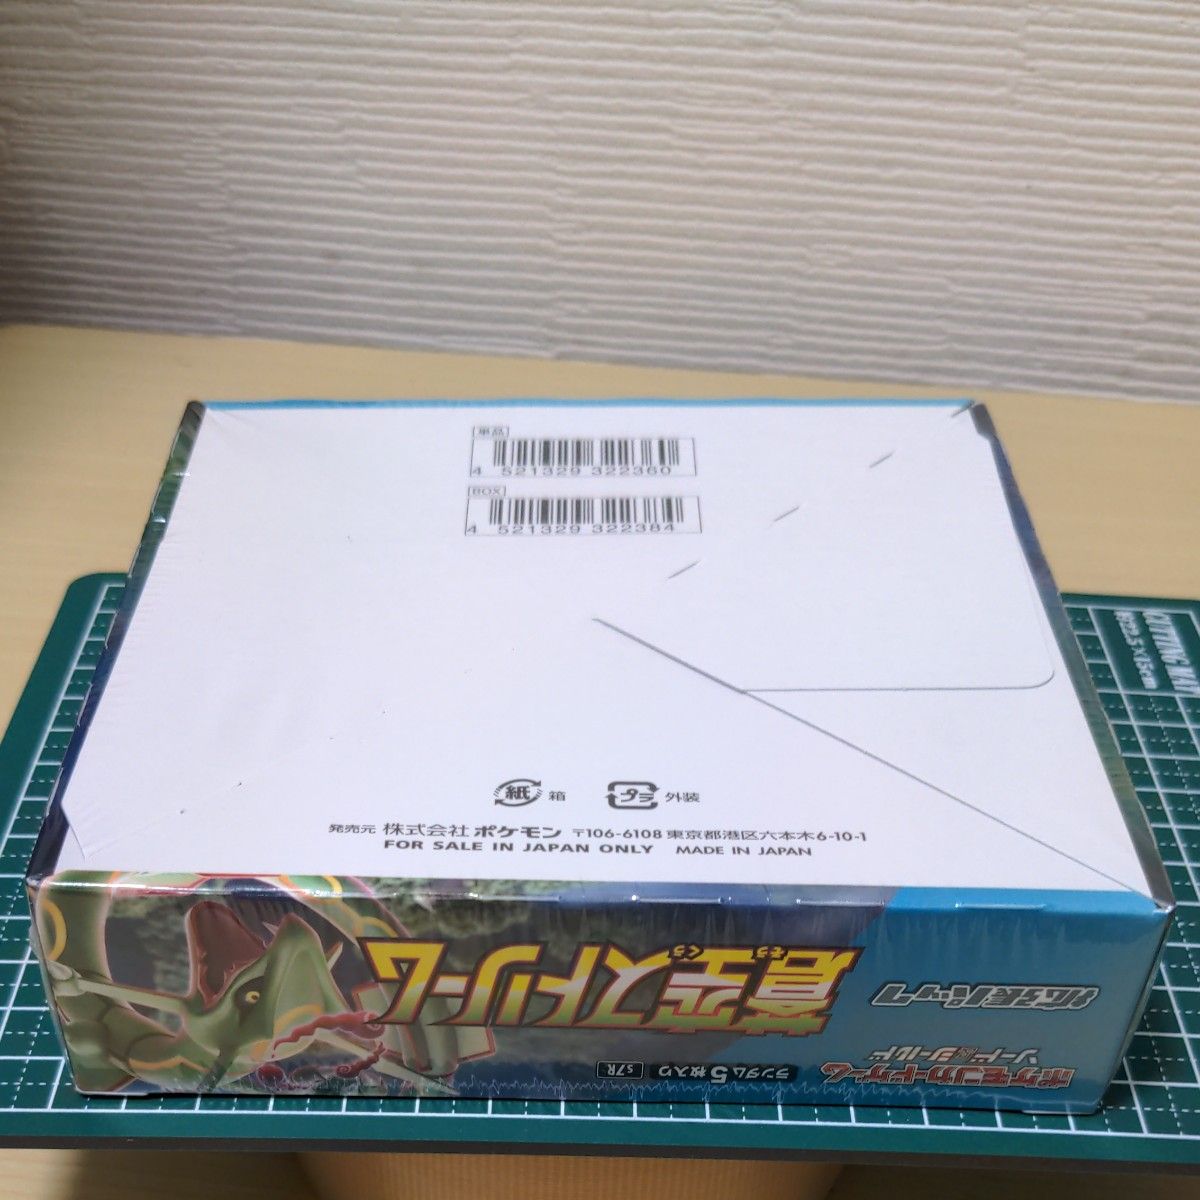 単品
4 521329 322360
BOX
4 521329 322384
紙 箱 プラ 外装
発売元 株式会社 ポケモン 〒106-6108 東京都港区六本木6-10-1
FOR SALE IN JAPAN ONLY MADE IN JAPAN
ポケモンカードゲーム
ソード&シールド
拡張パック
蒼空ストリーム
そうくう
ランダム5枚入り
s7R
CUTTING MAT